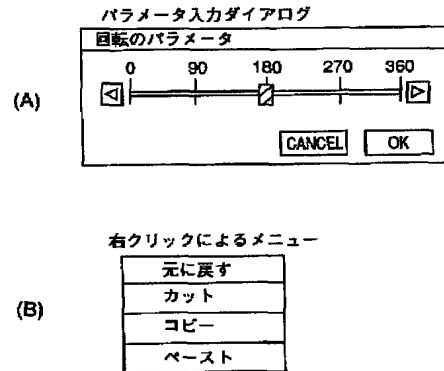 パラメータ入力ダイアログ
回転のパラメータ
0 90 180 270 360
(A)
CANCEL OK
右クリックによるメニュー
元に戻す
カット
コピー
(B)
ペースト